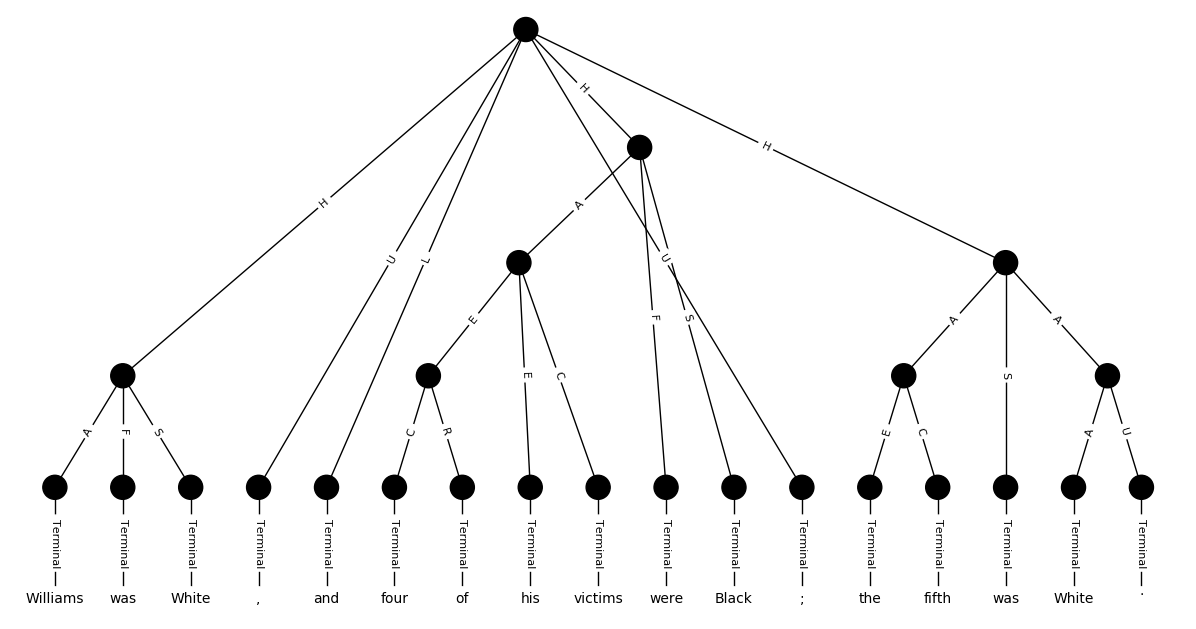 H
H
H
A
U
L
U
E
F
S
A
A
E
C
S
A
F
S
C
R
E
C
A
U
Terminal Terminal Terminal Terminal Terminal Terminal Terminal Terminal Terminal Terminal Terminal Terminal Terminal Terminal Terminal Terminal Terminal
Williams was White , and four of his victims were Black ; the fifth was White .